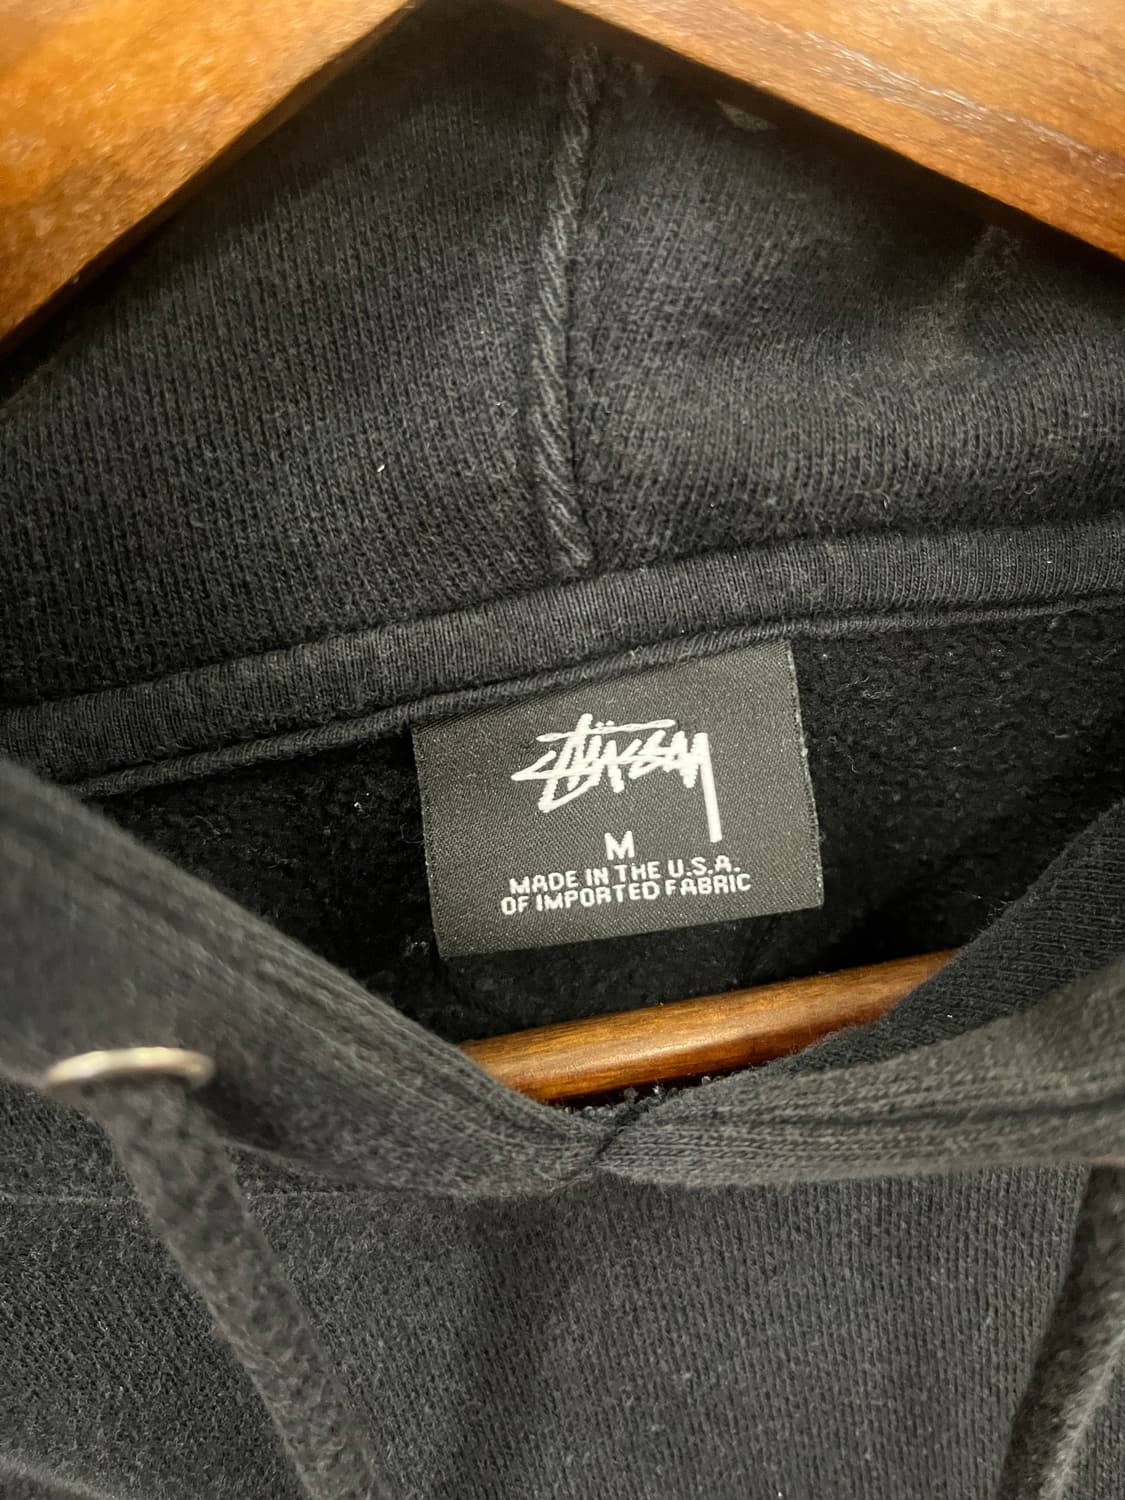 Stüssy
M
MADE IN THE U.S.A.
OF IMPORTED FABRIC